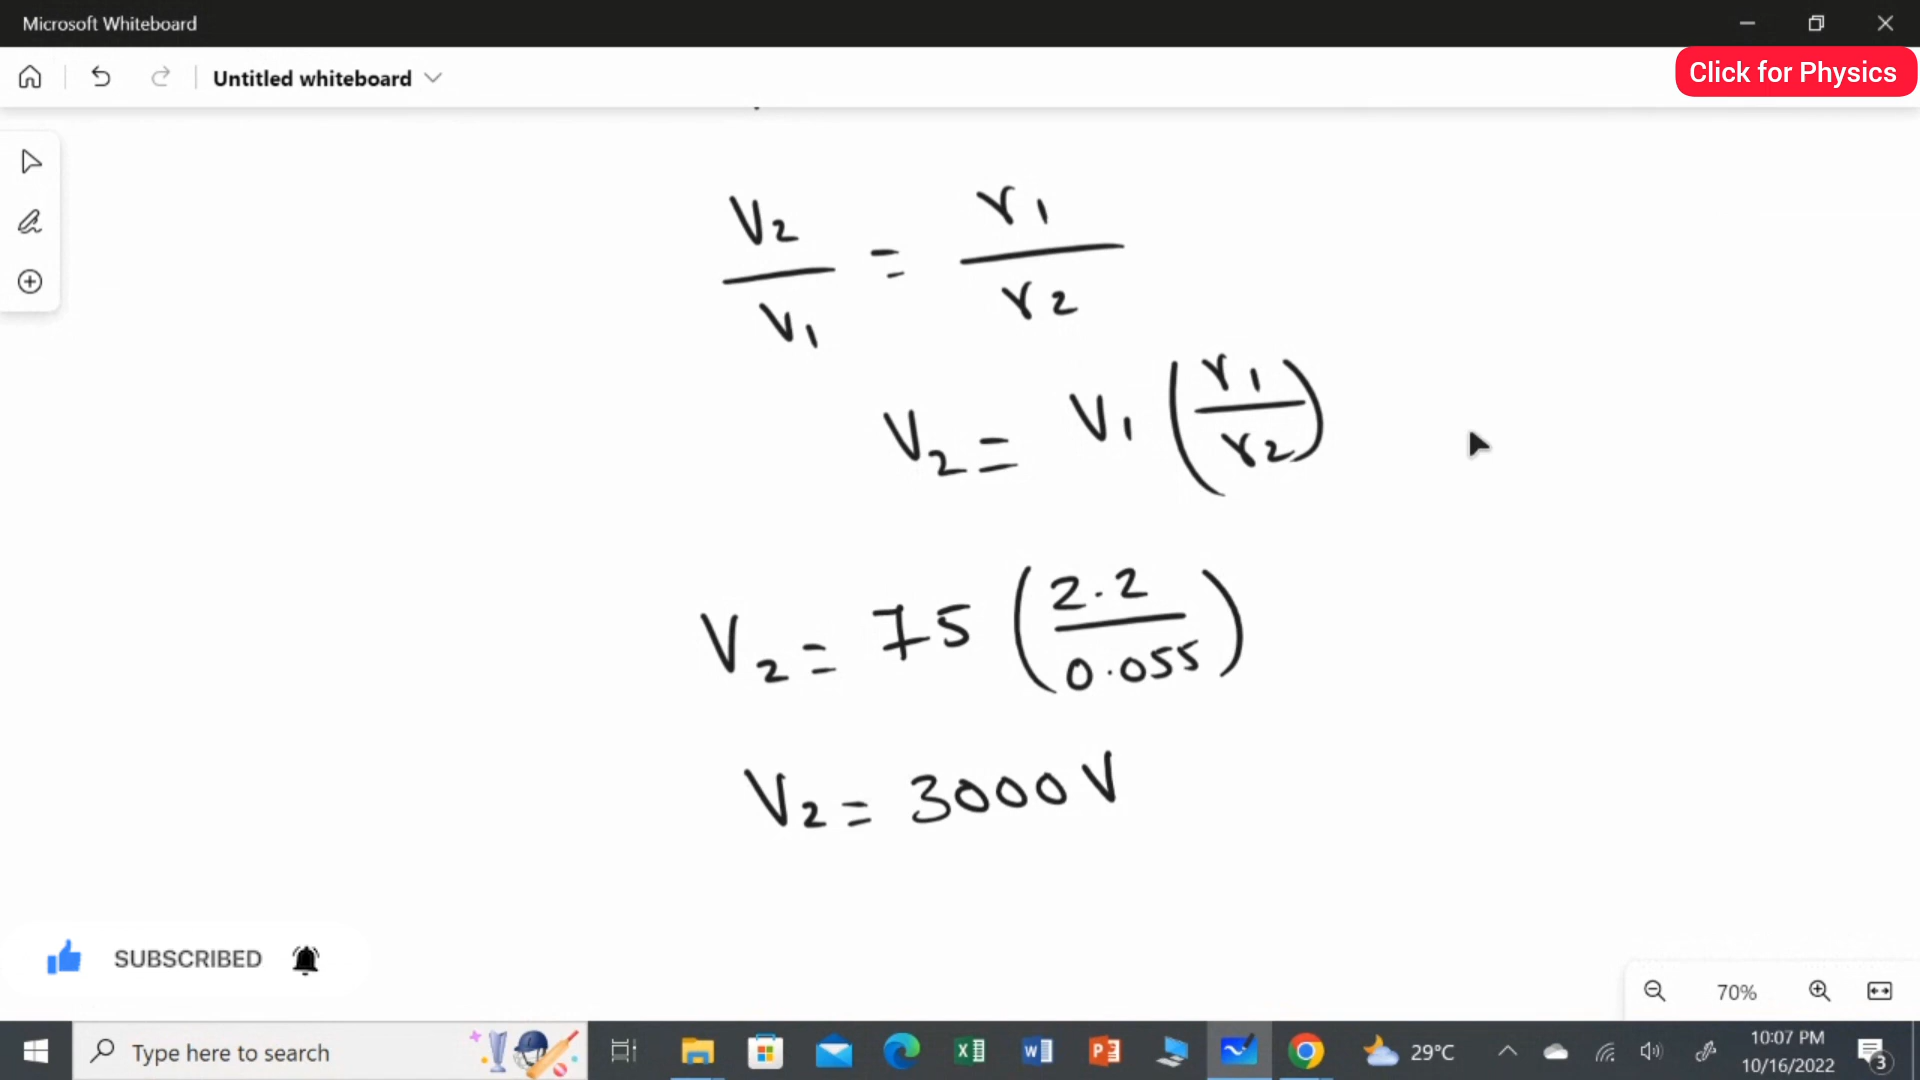 Microsoft Whiteboard
Untitled whiteboard
Click for Physics
V₂/V₁ = r₁/r₂
V₂ = V₁ (r₁/r₂)
V₂ = 75 (2.2/0.055)
V₂ = 3000 V
SUBSCRIBED
70%
Type here to search
29°C
10:07 PM
10/16/2022
3